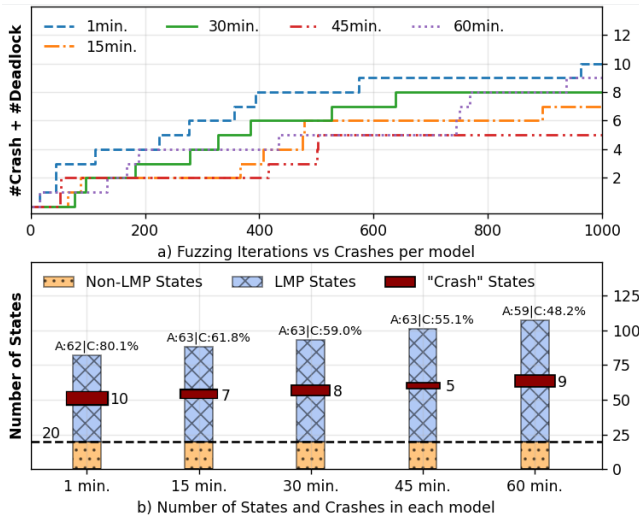 #Crash + #Deadlock
1min.
30min.
45min.
60min.
15min.
14
12
10
8
6
4
2
0
200
400
600
800
1000
a) Fuzzing Iterations vs Crashes per model
Number of States
Non-LMP States
LMP States
"Crash" States
A:62|C:80.1%
A:63|C:61.8%
A:63|C:59.0%
A:63|C:55.1%
A:59|C:48.2%
10
7
8
5
9
20
125
100
75
50
25
0
1 min.
15 min.
30 min.
45 min.
60 min.
b) Number of States and Crashes in each model